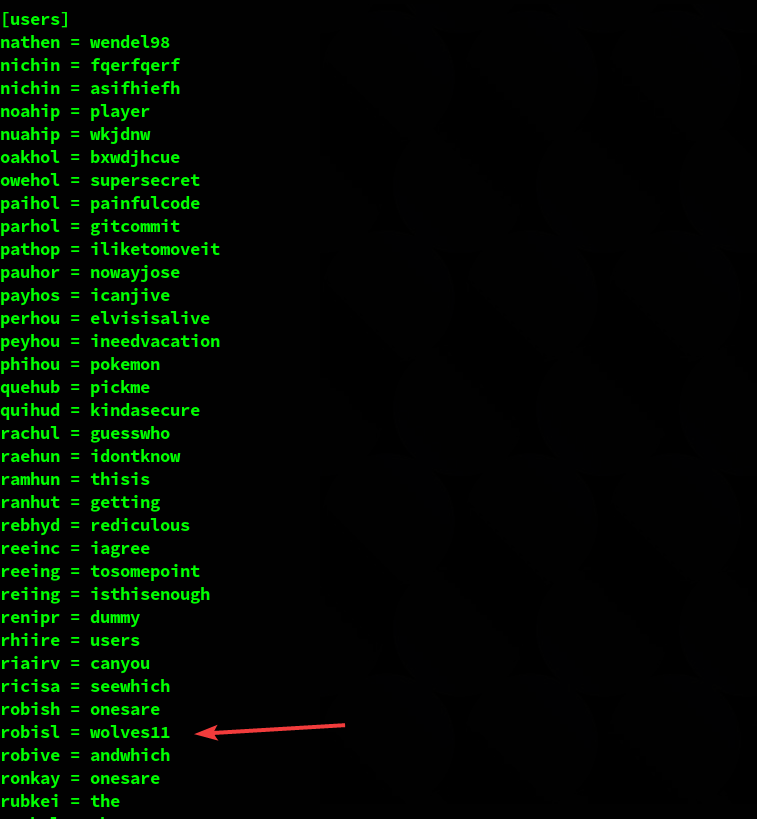 [users]
nathen = wendel98
nichin = fqerfqerf
nichin = asifhiefh
noahip = player
nuahip = wkjdnw
oakhol = bxwdjhcue
owehol = supersecret
paihol = painfulcode
parhol = gitcommit
pathop = iliketomoveit
pauhor = nowayjose
payhos = icanjive
perhou = elvisisalive
peyhou = ineedvacation
phihou = pokemon
quehub = pickme
quihud = kindasecure
rachul = guesswho
raehun = idontknow
ramhun = thisis
ranhut = getting
rebhyd = rediculous
reeinc = iagree
reeing = tosomepoint
reiing = isthisenough
renipr = dummy
rhiire = users
riairv = canyou
ricisa = seewhich
robish = onesare
robisl = wolves11
robive = andwhich
ronkay = onesare
rubkei = the